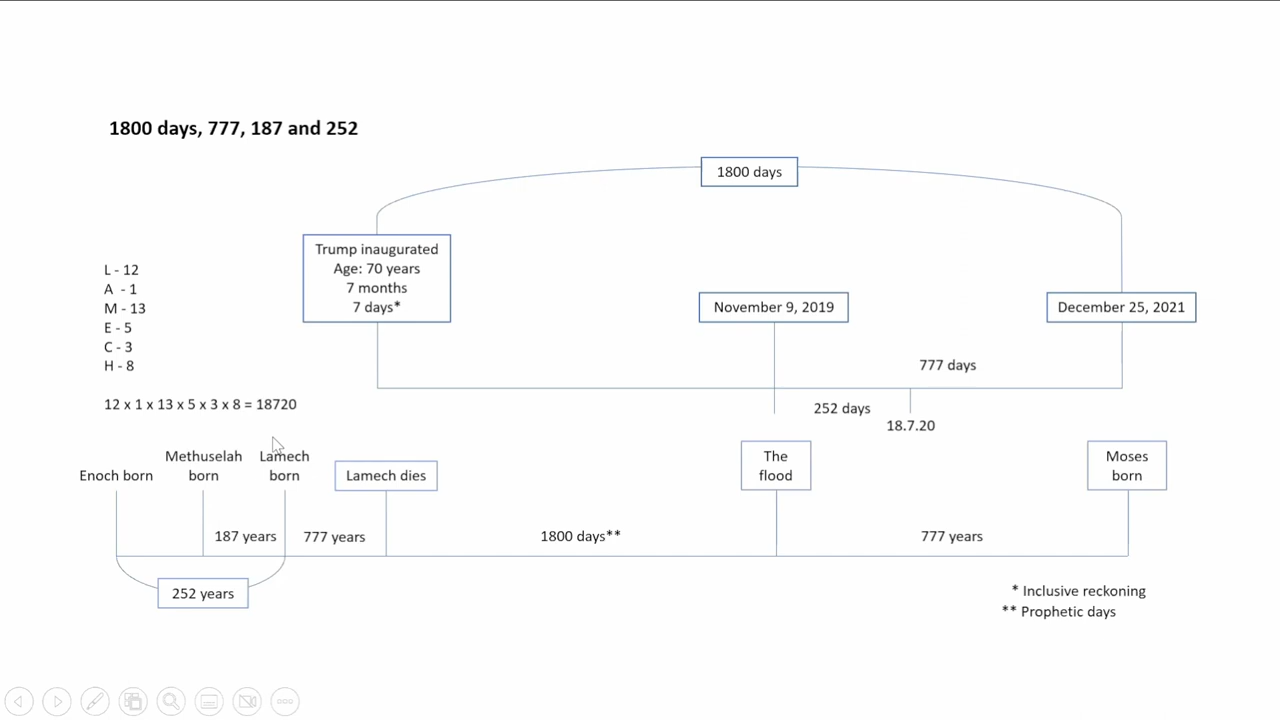 1800 days, 777, 187 and 252
1800 days
Trump inaugurated
Age: 70 years
7 months
7 days*
November 9, 2019
December 25, 2021
L - 12
A - 1
M - 13
E - 5
C - 3
H - 8
12 x 1 x 13 x 5 x 3 x 8 = 18720
777 days
252 days
18.7.20
Enoch born
Methuselah
born
Lamech
born
Lamech dies
The
flood
Moses
born
187 years
777 years
1800 days**
777 years
252 years
* Inclusive reckoning
** Prophetic days